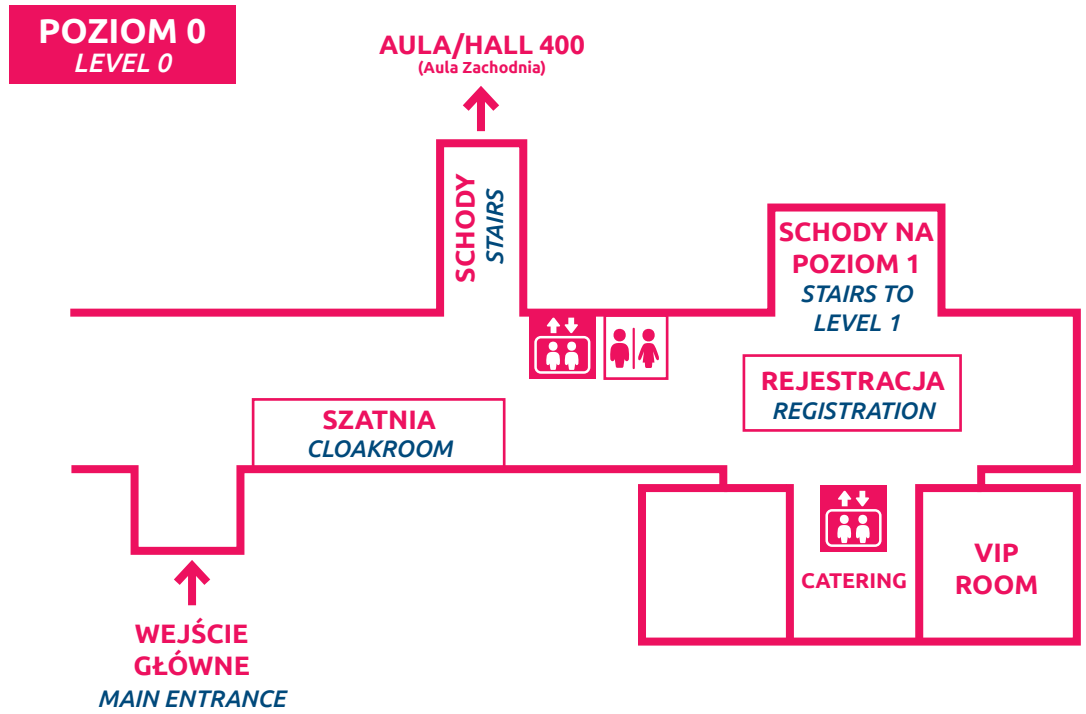 POZIOM 0
LEVEL 0
AULA/HALL 400
(Aula Zachodnia)
SCHODY
STAIRS
SCHODY NA
POZIOM 1
STAIRS TO
LEVEL 1
REJESTRACJA
REGISTRATION
SZATNIA
CLOAKROOM
CATERING
VIP
ROOM
WEJŚCIE
GŁÓWNE
MAIN ENTRANCE